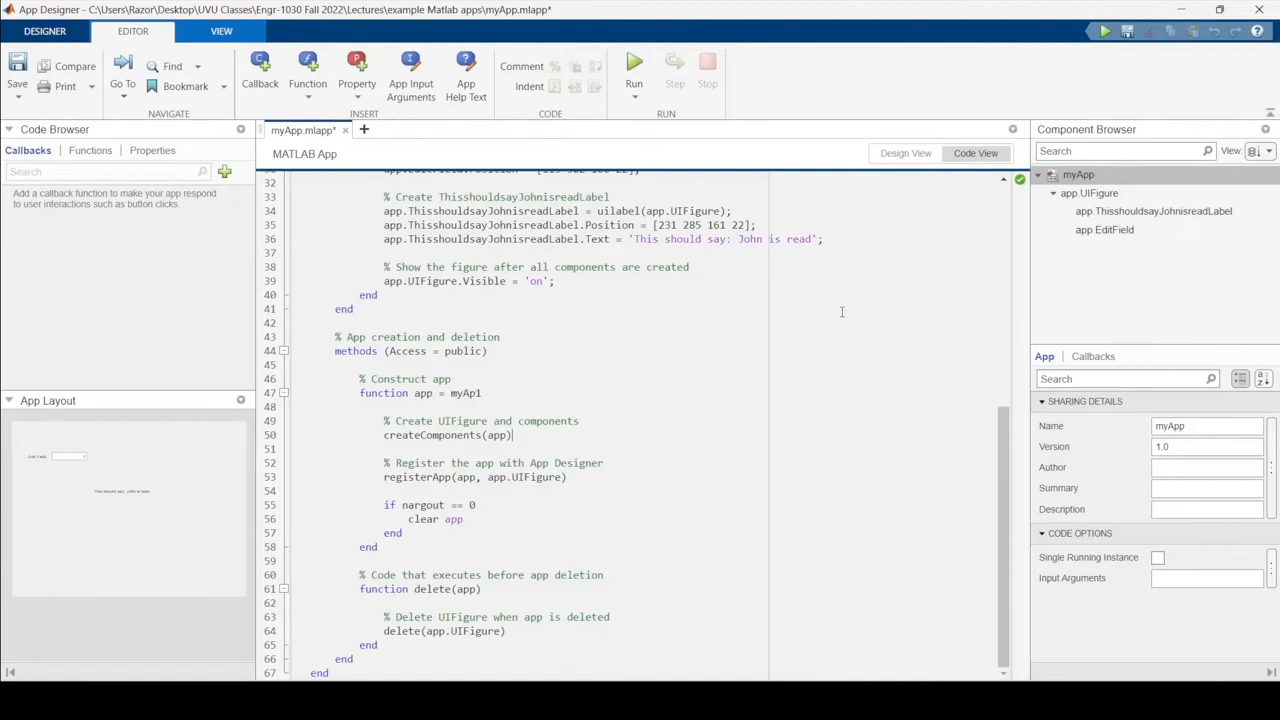 App Designer - C:\Users\Razor\Desktop\UVU Classes\Engr-1030 Fall 2022\Lectures\example Matlab apps\myApp.mlapp*
DESIGNER EDITOR VIEW
Save Compare Print Go To Find Bookmark Callback Function Property App Input Arguments App Help Text Comment Indent Run Step Stop
NAVIGATE INSERT CODE RUN
Code Browser
Callbacks Functions Properties
Search
Add a callback function to make your app respond
to user interactions such as button clicks.
App Layout
Edit Field
This should say: John is read
myApp.mlapp*
MATLAB App Design View Code View
32
33 % Create ThisshouldsayJohnisreadLabel
34 app.ThisshouldsayJohnisreadLabel = uilabel(app.UIFigure);
35 app.ThisshouldsayJohnisreadLabel.Position = [231 285 161 22];
36 app.ThisshouldsayJohnisreadLabel.Text = 'This should say: John is read';
37
38 % Show the figure after all components are created
39 app.UIFigure.Visible = 'on';
40 end
41 end
42
43 % App creation and deletion
44 methods (Access = public)
45
46 % Construct app
47 function app = myAp1
48
49 % Create UIFigure and components
50 createComponents(app)
51
52 % Register the app with App Designer
53 registerApp(app, app.UIFigure)
54
55 if nargout == 0
56 clear app
57 end
58 end
59
60 % Code that executes before app deletion
61 function delete(app)
62
63 % Delete UIFigure when app is deleted
64 delete(app.UIFigure)
65 end
66 end
67 end
Component Browser
Search View:
myApp
app.UIFigure
app.ThisshouldsayJohnisreadLabel
app.EditField
App Callbacks
Search
SHARING DETAILS
Name myApp
Version 1.0
Author
Summary
Description
CODE OPTIONS
Single Running Instance
Input Arguments